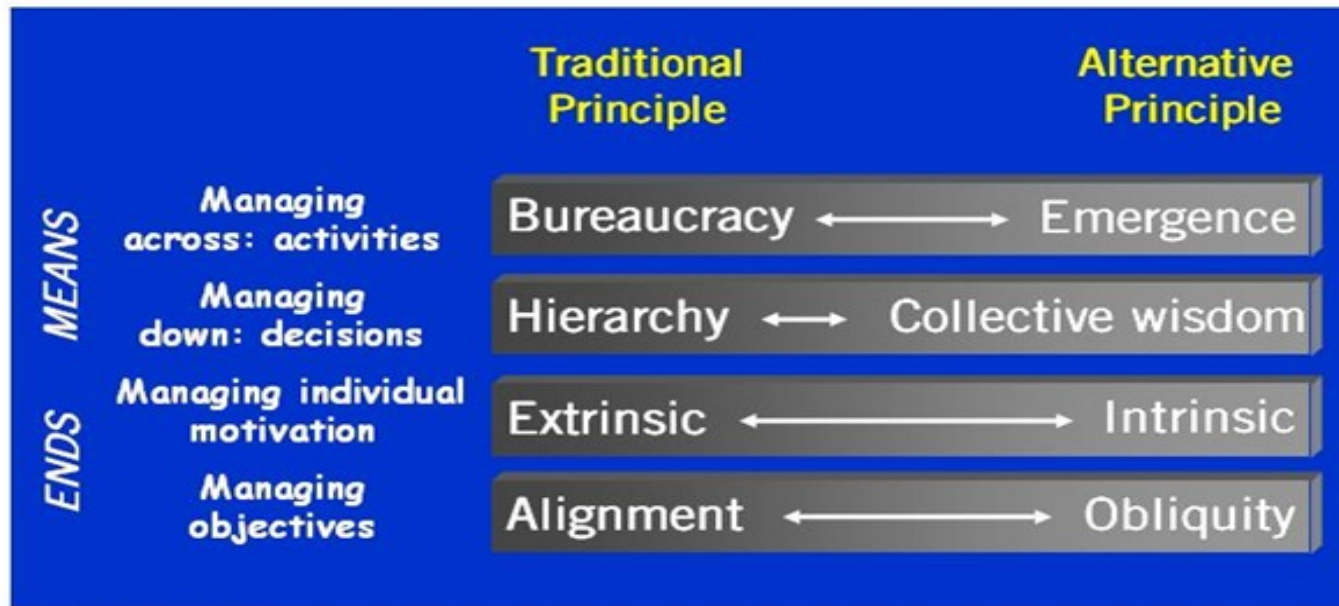 Traditional
Principle
Alternative
Principle
MEANS
Managing
across: activities
Bureaucracy
Emergence
Managing
down: decisions
Hierarchy
Collective wisdom
ENDS
Managing individual
motivation
Extrinsic
Intrinsic
Managing
objectives
Alignment
Obliquity